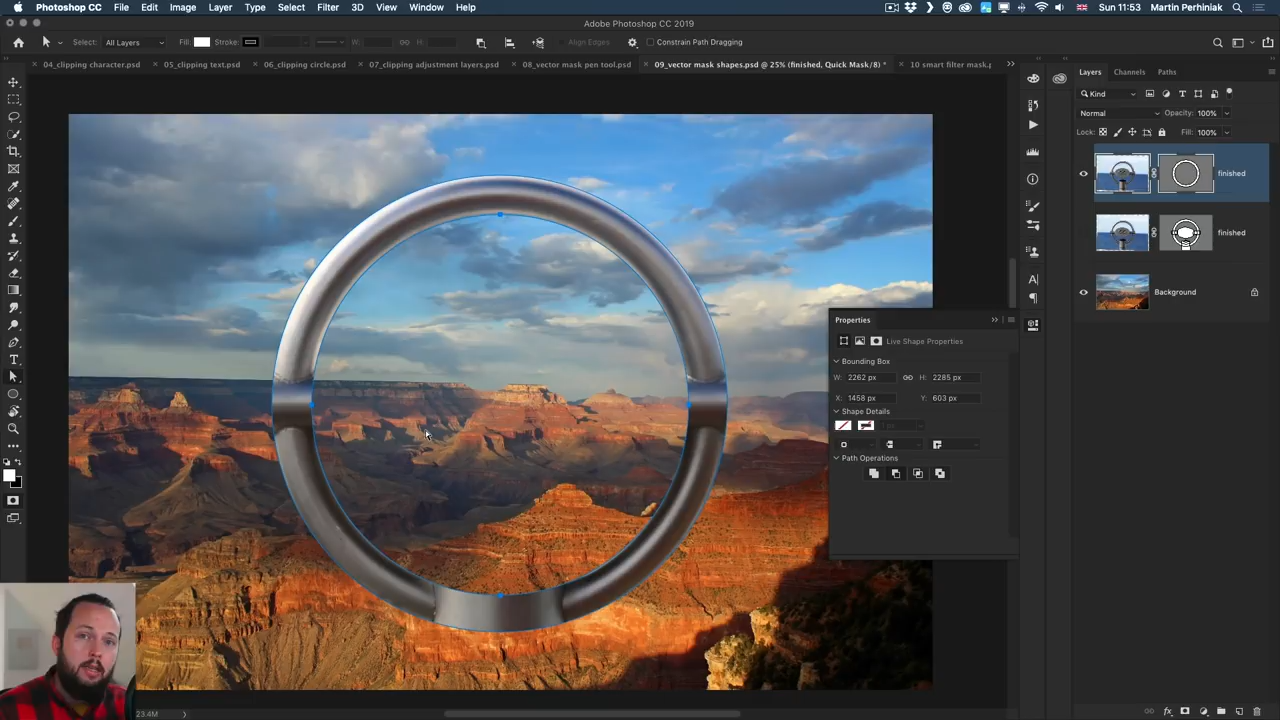 Photoshop CC File Edit Image Layer Type Select Filter 3D View Window Help Sun 11:53 Martin Perhiniak
Adobe Photoshop CC 2019
Select: All Layers Fill: Stroke: W: H: Align Edges Constrain Path Dragging
04_clipping character.psd 05_clipping text.psd 06_clipping circle.psd 07_clipping adjustment layers.psd 08_vector mask pen tool.psd 09_vector mask shapes.psd @ 25% (finished, Quick Mask/8) * 10 smart filter mask.p
Layers Channels Paths
Kind
Normal Opacity: 100%
Lock: Fill: 100%
finished
finished
Background
Properties
Live Shape Properties
Bounding Box
W: 2262 px H: 2285 px
X: 1458 px Y: 603 px
Shape Details
1 px
Path Operations
23.4M